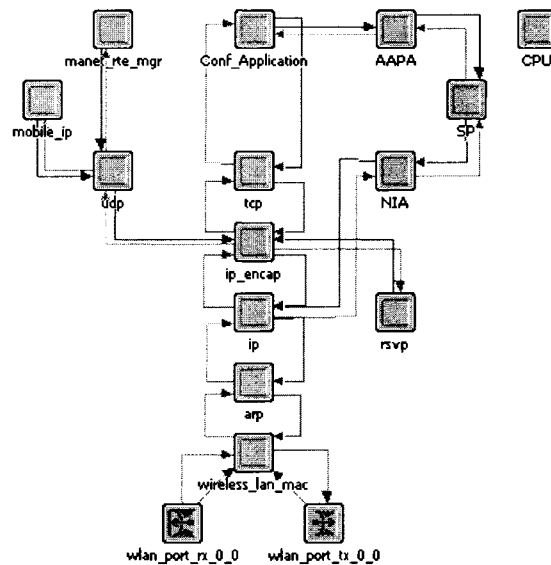 manet_rte_mgr
Conf_Application
AAPA
CPU
mobile_ip
SP
udp
tcp
NIA
ip_encap
ip
rsvp
arp
wireless_lan_mac
wlan_port_rx_0_0
wlan_port_tx_0_0